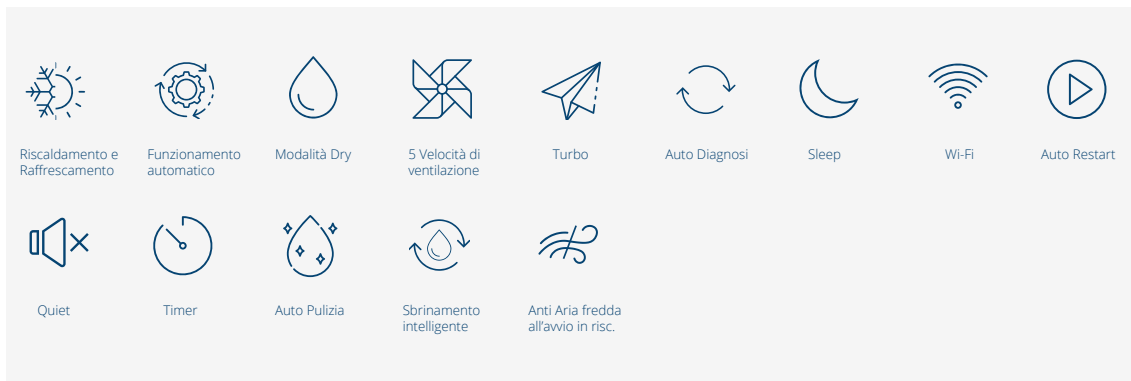 Riscaldamento e
Raffrescamento
Funzionamento
automatico
Modalità Dry
5 Velocità di
ventilazione
Turbo
Auto Diagnosi
Sleep
Wi-Fi
Auto Restart
Quiet
Timer
Auto Pulizia
Sbrinamento
intelligente
Anti Aria fredda
all'avvio in risc.